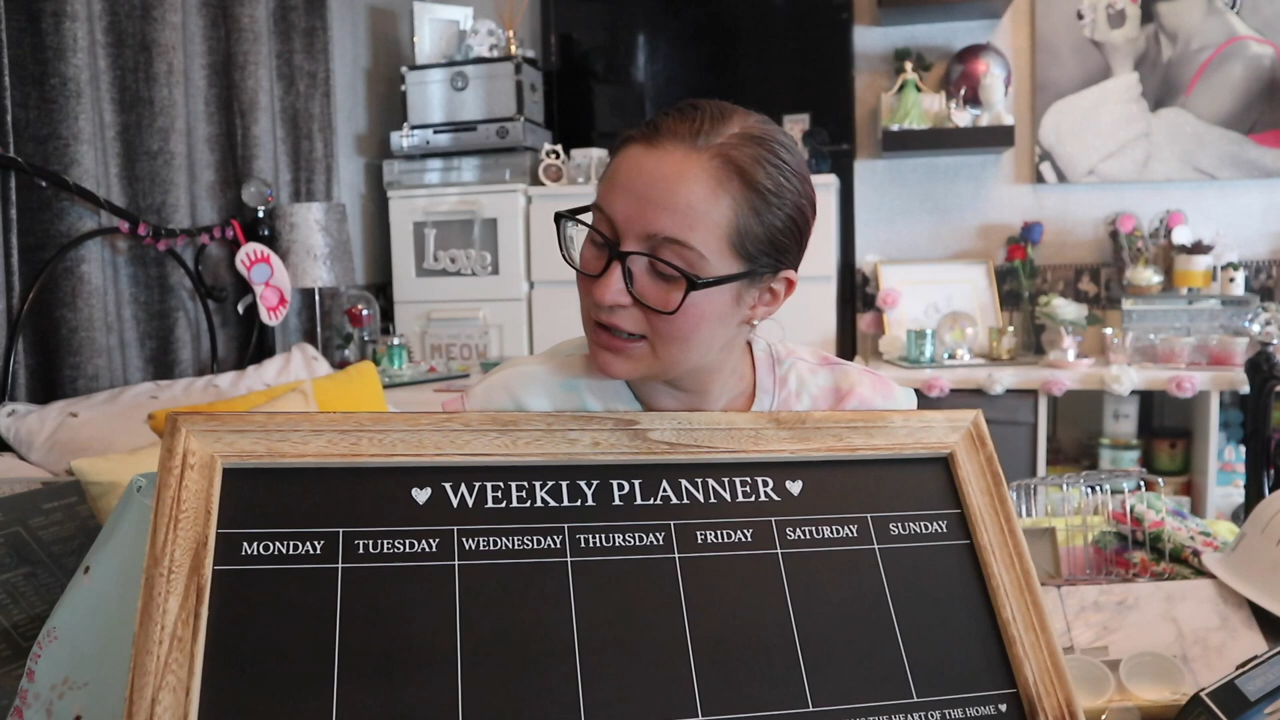 Love
MEOW
♥ WEEKLY PLANNER ♥
MONDAY TUESDAY WEDNESDAY THURSDAY FRIDAY SATURDAY SUNDAY
THE HEART OF THE HOME ♥